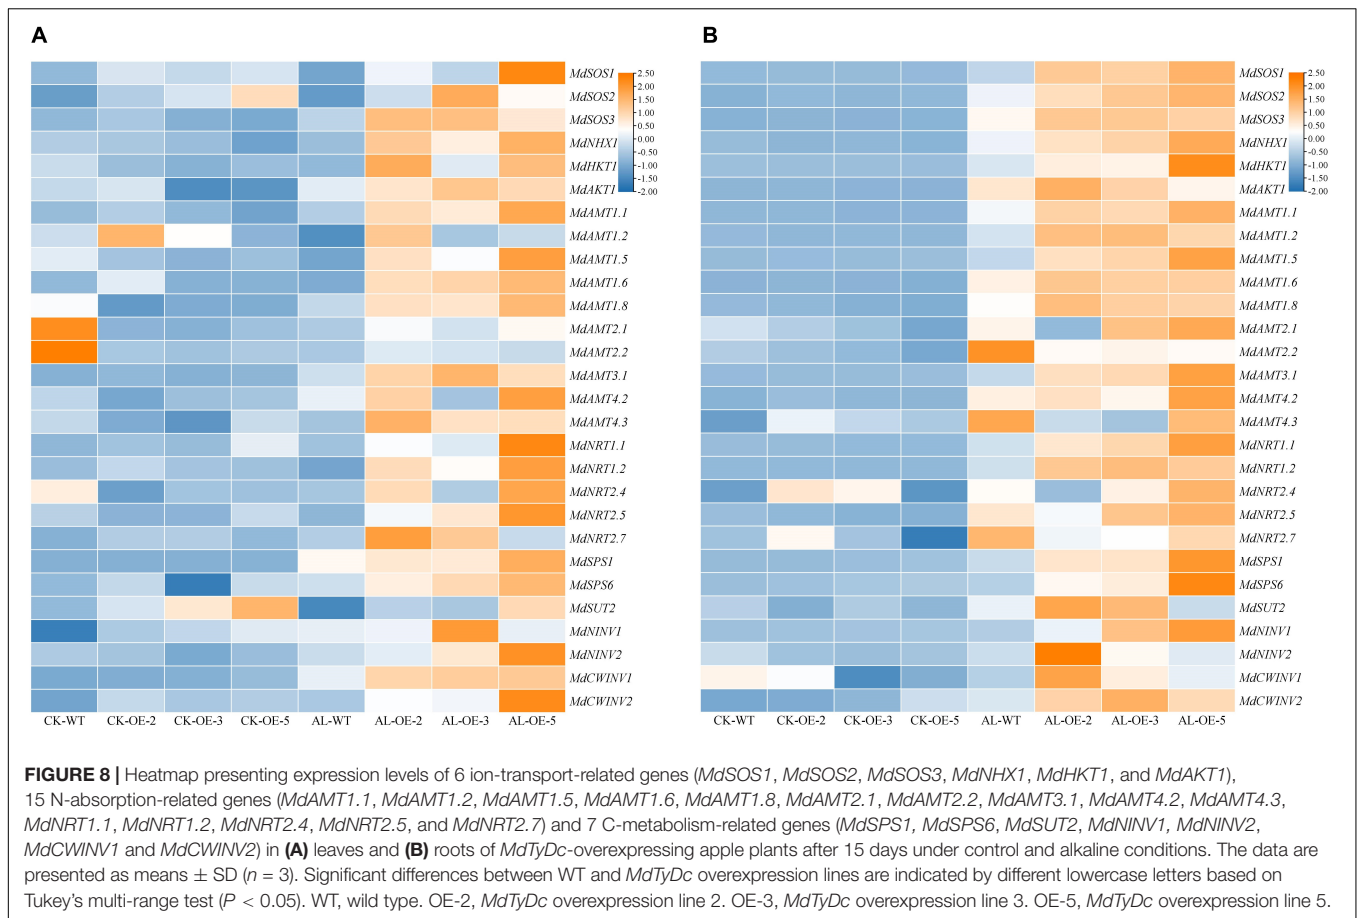 A
B
MdSOS1
MdSOS2
MdSOS3
MdNHX1
MdHKT1
MdAKT1
MdAMT1.1
MdAMT1.2
MdAMT1.5
MdAMT1.6
MdAMT1.8
MdAMT2.1
MdAMT2.2
MdAMT3.1
MdAMT4.2
MdAMT4.3
MdNRT1.1
MdNRT1.2
MdNRT2.4
MdNRT2.5
MdNRT2.7
MdSPS1
MdSPS6
MdSUT2
MdNINV1
MdNINV2
MdCWINV1
MdCWINV2
2.50
2.00
1.50
1.00
0.50
0.00
-0.50
-1.00
-1.50
-2.00
CK-WT CK-OE-2 CK-OE-3 CK-OE-5 AL-WT AL-OE-2 AL-OE-3 AL-OE-5
MdSOS1
MdSOS2
MdSOS3
MdNHX1
MdHKT1
MdAKT1
MdAMT1.1
MdAMT1.2
MdAMT1.5
MdAMT1.6
MdAMT1.8
MdAMT2.1
MdAMT2.2
MdAMT3.1
MdAMT4.2
MdAMT4.3
MdNRT1.1
MdNRT1.2
MdNRT2.4
MdNRT2.5
MdNRT2.7
MdSPS1
MdSPS6
MdSUT2
MdNINV1
MdNINV2
MdCWINV1
MdCWINV2
2.50
2.00
1.50
1.00
0.50
0.00
-0.50
-1.00
-1.50
-2.00
CK-WT CK-OE-2 CK-OE-3 CK-OE-5 AL-WT AL-OE-2 AL-OE-3 AL-OE-5
FIGURE 8 | Heatmap presenting expression levels of 6 ion-transport-related genes (MdSOS1, MdSOS2, MdSOS3, MdNHX1, MdHKT1, and MdAKT1),
15 N-absorption-related genes (MdAMT1.1, MdAMT1.2, MdAMT1.5, MdAMT1.6, MdAMT1.8, MdAMT2.1, MdAMT2.2, MdAMT3.1, MdAMT4.2, MdAMT4.3,
MdNRT1.1, MdNRT1.2, MdNRT2.4, MdNRT2.5, and MdNRT2.7) and 7 C-metabolism-related genes (MdSPS1, MdSPS6, MdSUT2, MdNINV1, MdNINV2,
MdCWINV1 and MdCWINV2) in (A) leaves and (B) roots of MdTyDc-overexpressing apple plants after 15 days under control and alkaline conditions. The data are
presented as means ± SD (n = 3). Significant differences between WT and MdTyDc overexpression lines are indicated by different lowercase letters based on
Tukey's multi-range test (P < 0.05). WT, wild type. OE-2, MdTyDc overexpression line 2. OE-3, MdTyDc overexpression line 3. OE-5, MdTyDc overexpression line 5.